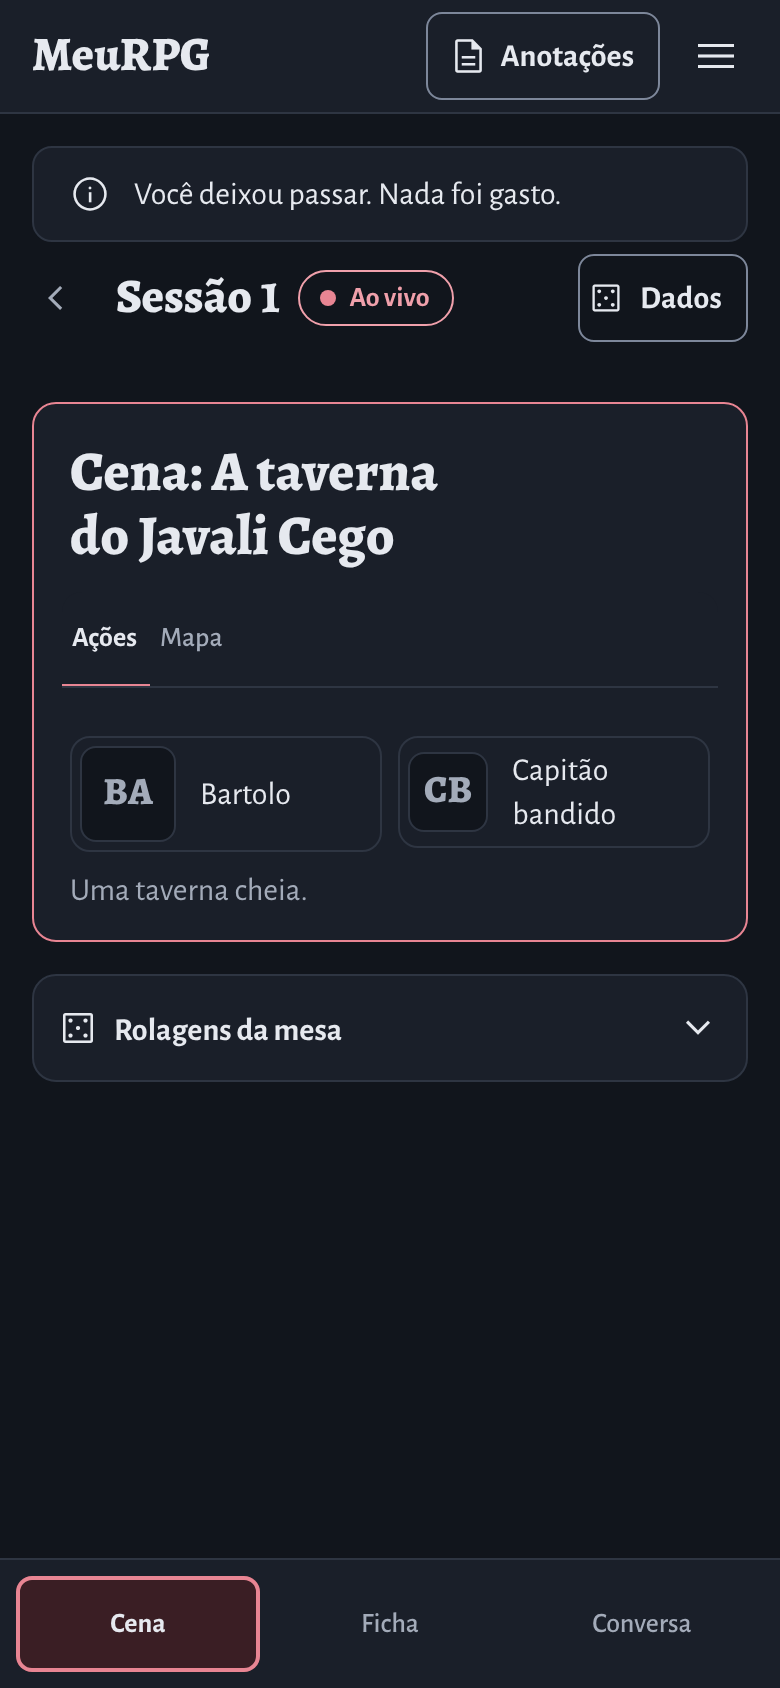 MeuRPG
Anotações
Você deixou passar. Nada foi gasto.
Sessão 1
Ao vivo
Dados
Cena: A taverna
do Javali Cego
Ações
Mapa
BA
Bartolo
CB
Capitão
bandido
Uma taverna cheia.
Rolagens da mesa
Cena
Ficha
Conversa